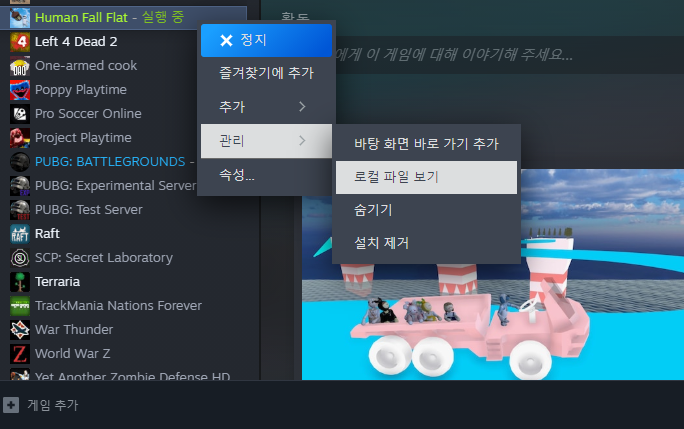 Human Fall Flat - 실행 중
Left 4 Dead 2
One-armed cook
Poppy Playtime
Pro Soccer Online
Project Playtime
PUBG: BATTLEGROUNDS -
PUBG: Experimental Server
PUBG: Test Server
Raft
SCP: Secret Laboratory
Terraria
TrackMania Nations Forever
War Thunder
World War Z
Yet Another Zombie Defense HD
게임 추가
정지
즐겨찾기에 추가
추가
관리
속성...
바탕 화면 바로 가기 추가
로컬 파일 보기
숨기기
설치 제거
활동
에게 이 게임에 대해 이야기해 주세요...